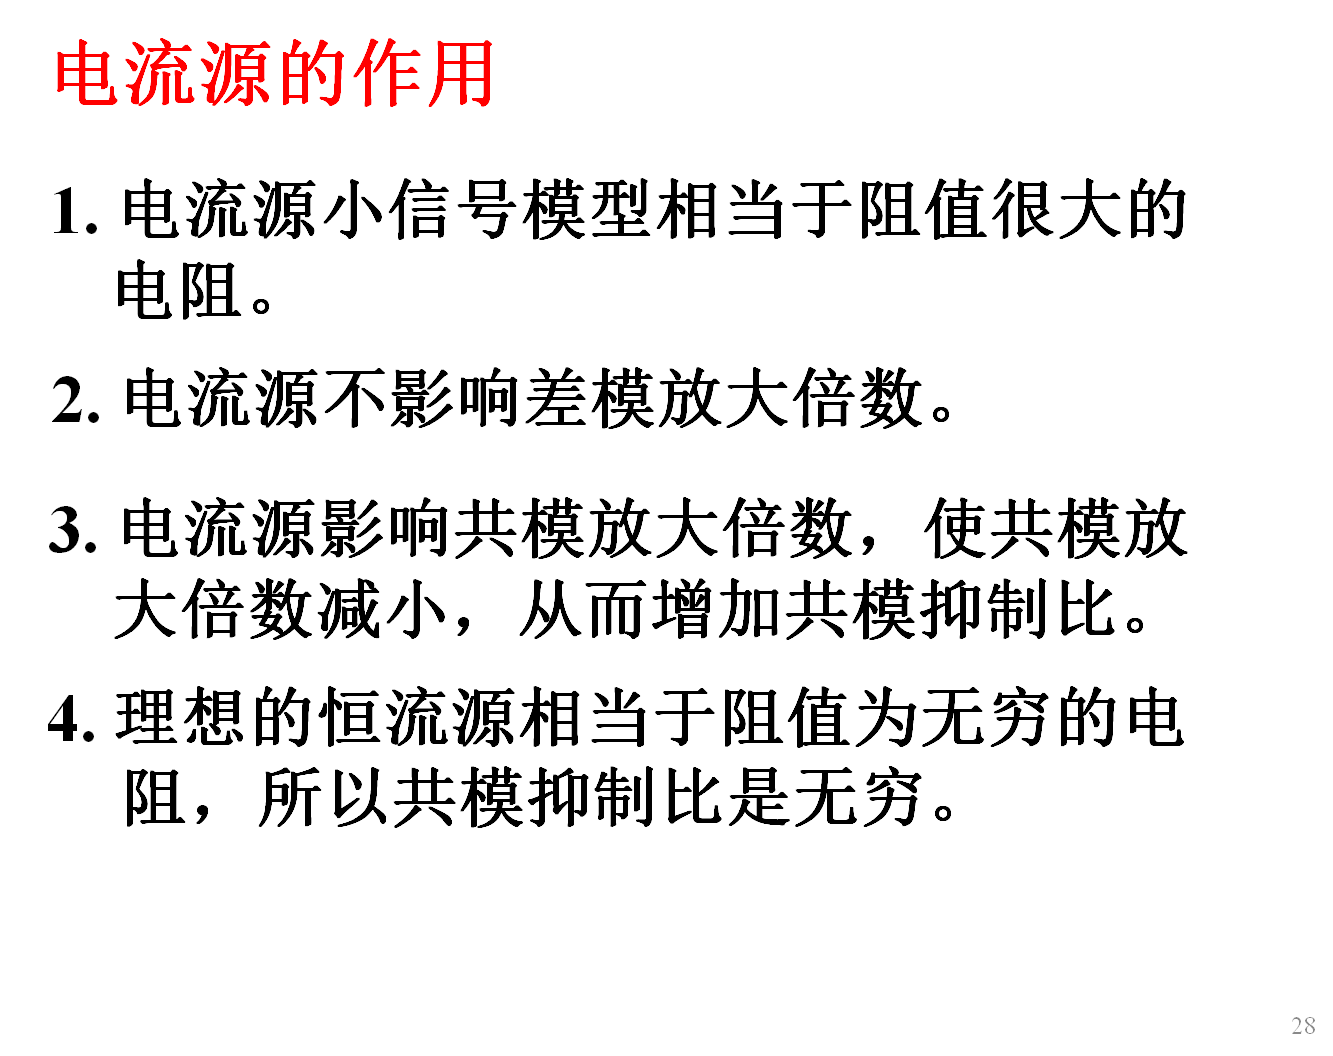 电流源的作用
1. 电流源小信号模型相当于阻值很大的
电阻。
2. 电流源不影响差模放大倍数。
3. 电流源影响共模放大倍数，使共模放
大倍数减小，从而增加共模抑制比。
4. 理想的恒流源相当于阻值为无穷的电
阻，所以共模抑制比是无穷。
28